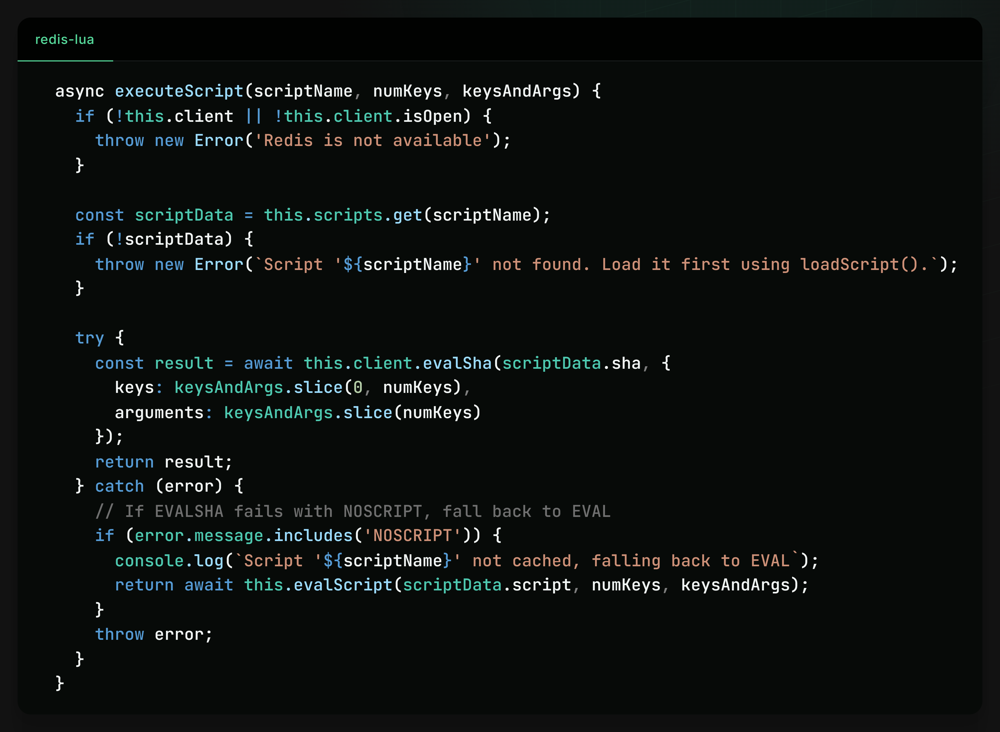 redis-lua
async executeScript(scriptName, numKeys, keysAndArgs) {
  if (!this.client || !this.client.isOpen) {
    throw new Error('Redis is not available');
  }

  const scriptData = this.scripts.get(scriptName);
  if (!scriptData) {
    throw new Error(`Script '${scriptName}' not found. Load it first using loadScript().`);
  }

  try {
    const result = await this.client.evalSha(scriptData.sha, {
      keys: keysAndArgs.slice(0, numKeys),
      arguments: keysAndArgs.slice(numKeys)
    });
    return result;
  } catch (error) {
    // If EVALSHA fails with NOSCRIPT, fall back to EVAL
    if (error.message.includes('NOSCRIPT')) {
      console.log(`Script '${scriptName}' not cached, falling back to EVAL`);
      return await this.evalScript(scriptData.script, numKeys, keysAndArgs);
    }
    throw error;
  }
}